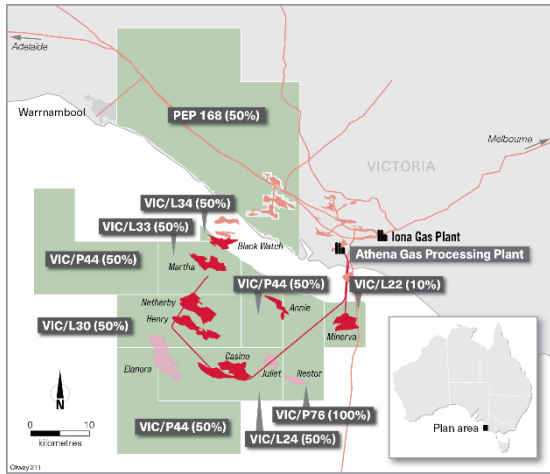 Adelaide
Warrnambool
PEP 168 (50%)
Melbourne
VICTORIA
VIC/L34 (50%)
VIC/L33 (50%)
Iona Gas Plant
Black Watch
Athena Gas Processing Plant
VIC/P44 (50%)
Martha
VIC/P44 (50%)
VIC/L22 (10%)
Netherby
Annie
VIC/L30 (50%)
Henry
Minerva
Elanora
Casino
Juliet
Nestor
N
VIC/P76 (100%)
Plan area
0 10
kilometres
VIC/P44 (50%)
VIC/L24 (50%)
Otway 211